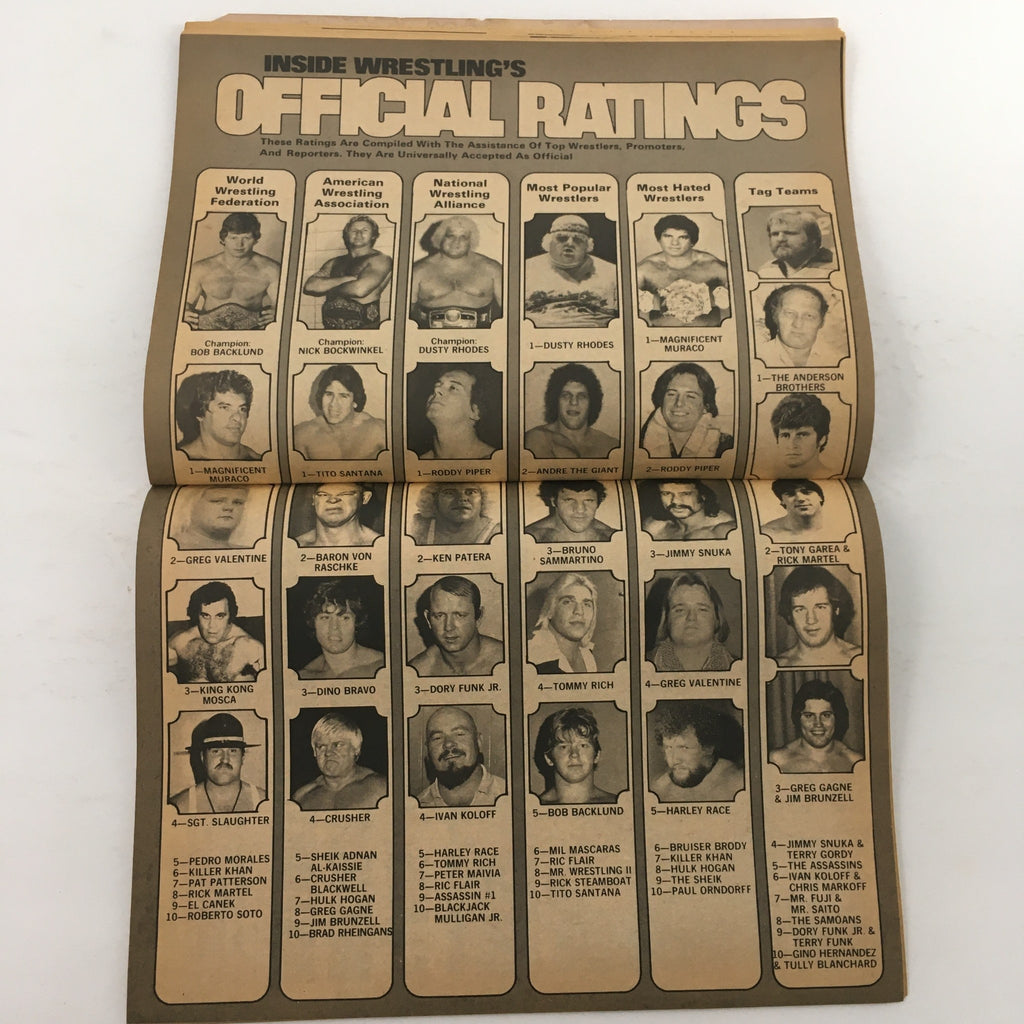 INSIDE WRESTLING'S
OFFICIAL RATINGS
These Ratings Are Compiled With The Assistance Of Top Wrestlers, Promoters,
And Reporters. They Are Universally Accepted As Official
World
Wrestling
Federation
Champion:
BOB BACKLUND
1—MAGNIFICENT
MURACO
2—GREG VALENTINE
3—KING KONG
MOSCA
4—SGT. SLAUGHTER
5—PEDRO MORALES
6—KILLER KHAN
7—PAT PATTERSON
8—RICK MARTEL
9—EL CANEK
10—ROBERTO SOTO
American
Wrestling
Association
Champion:
NICK BOCKWINKEL
1—TITO SANTANA
2—BARON VON
RASCHKE
3—DINO BRAVO
4—CRUSHER
5—SHEIK ADNAN
AL-KAISSIE
6—CRUSHER
BLACKWELL
7—HULK HOGAN
8—GREG GAGNE
9—JIM BRUNZELL
10—BRAD RHEINGANS
National
Wrestling
Alliance
Champion:
DUSTY RHODES
1—RODDY PIPER
2—KEN PATERA
3—DORY FUNK JR.
4—IVAN KOLOFF
5—HARLEY RACE
6—TOMMY RICH
7—PETER MAIVIA
8—RIC FLAIR
9—ASSASSIN #1
10—BLACKJACK
MULLIGAN JR.
Most Popular
Wrestlers
1—DUSTY RHODES
2—ANDRE THE GIANT
3—BRUNO
SAMMARTINO
4—TOMMY RICH
5—BOB BACKLUND
6—MIL MASCARAS
7—RIC FLAIR
8—MR. WRESTLING II
9—RICK STEAMBOAT
10—TITO SANTANA
Most Hated
Wrestlers
1—MAGNIFICENT
MURACO
2—RODDY PIPER
3—JIMMY SNUKA
4—GREG VALENTINE
5—HARLEY RACE
6—BRUISER BRODY
7—KILLER KHAN
8—HULK HOGAN
9—THE SHEIK
10—PAUL ORNDORFF
Tag Teams
1—THE ANDERSON
BROTHERS
2—TONY GAREA &
RICK MARTEL
3—GREG GAGNE
& JIM BRUNZELL
4—JIMMY SNUKA &
TERRY GORDY
5—THE ASSASSINS
6—IVAN KOLOFF &
CHRIS MARKOFF
7—MR. FUJI &
MR. SAITO
8—THE SAMOANS
9—DORY FUNK JR. &
TERRY FUNK
10—GINO HERNANDEZ
& TULLY BLANCHARD